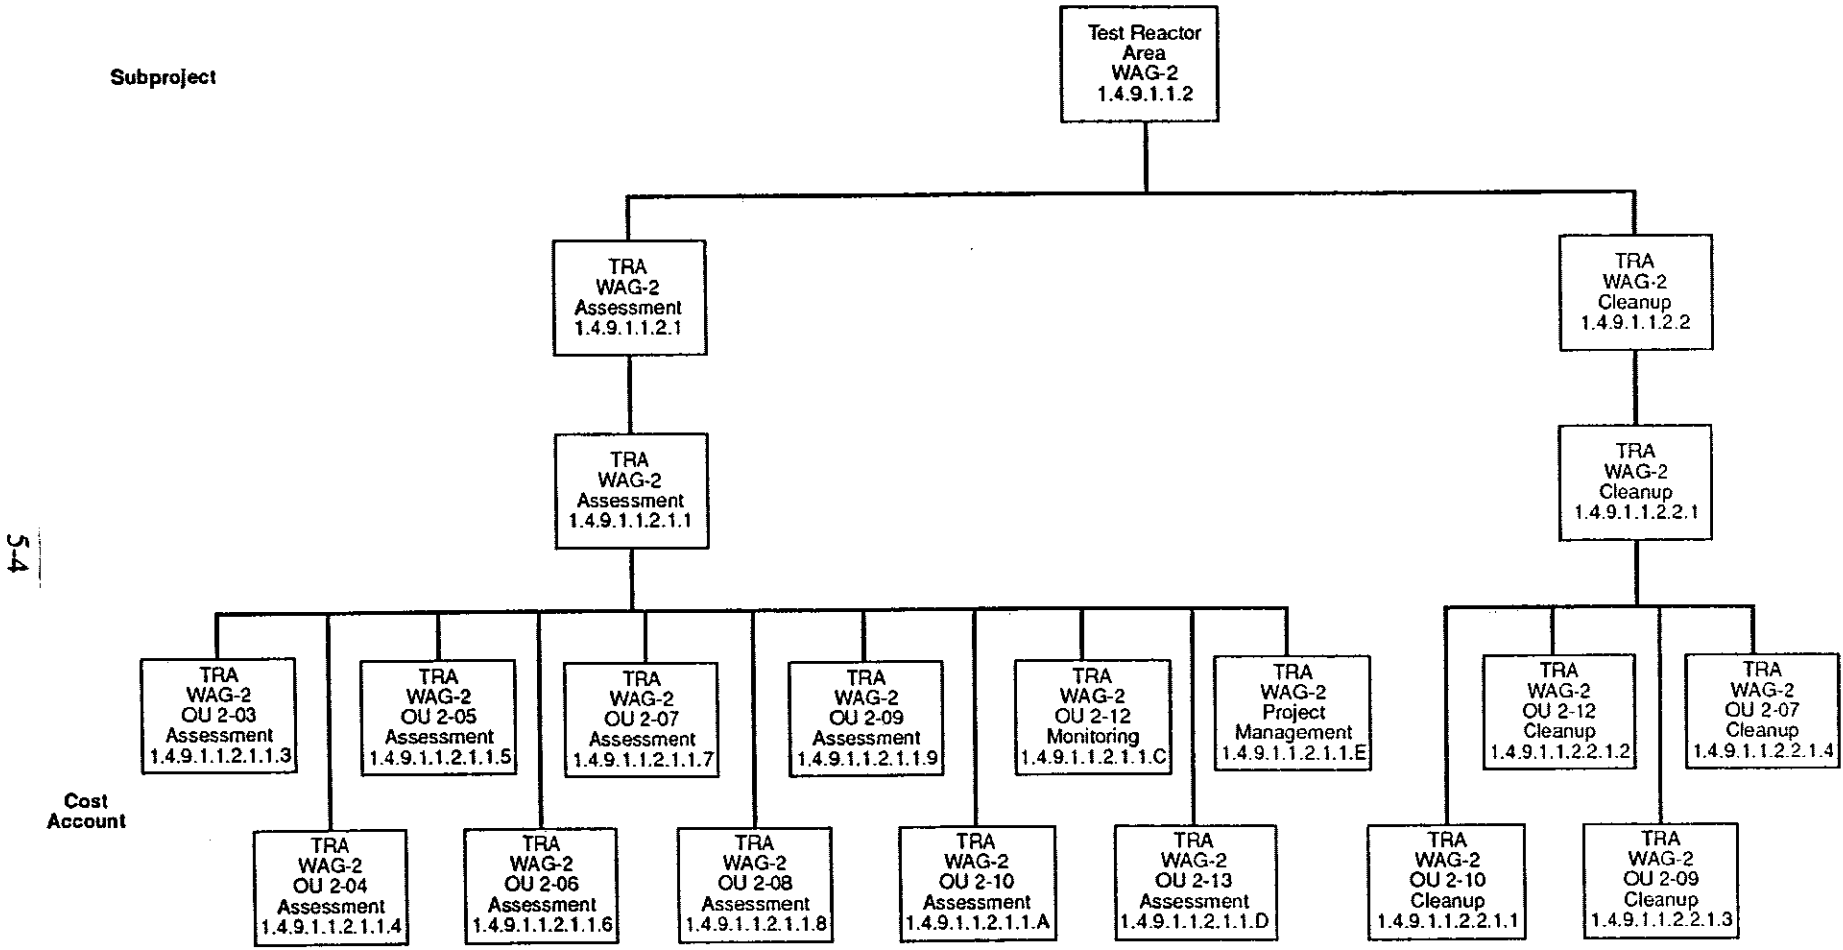 Subproject
Test Reactor
Area
WAG-2
1.4.9.1.1.2
TRA
WAG-2
Assessment
1.4.9.1.1.2.1
TRA
WAG-2
Cleanup
1.4.9.1.1.2.2
TRA
WAG-2
Assessment
1.4.9.1.1.2.1.1
TRA
WAG-2
Cleanup
1.4.9.1.1.2.2.1
5-4
TRA
WAG-2
OU 2-03
Assessment
1.4.9.1.1.2.1.1.3
TRA
WAG-2
OU 2-05
Assessment
1.4.9.1.1.2.1.1.5
TRA
WAG-2
OU 2-07
Assessment
1.4.9.1.1.2.1.1.7
TRA
WAG-2
OU 2-09
Assessment
1.4.9.1.1.2.1.1.9
TRA
WAG-2
OU 2-12
Monitoring
1.4.9.1.1.2.1.1.C
TRA
WAG-2
Project
Management
1.4.9.1.1.2.1.1.E
TRA
WAG-2
OU 2-12
Cleanup
1.4.9.1.1.2.2.1.2
TRA
WAG-2
OU 2-07
Cleanup
1.4.9.1.1.2.2.1.4
Cost
Account
TRA
WAG-2
OU 2-04
Assessment
1.4.9.1.1.2.1.1.4
TRA
WAG-2
OU 2-06
Assessment
1.4.9.1.1.2.1.1.6
TRA
WAG-2
OU 2-08
Assessment
1.4.9.1.1.2.1.1.8
TRA
WAG-2
OU 2-10
Assessment
1.4.9.1.1.2.1.1.A
TRA
WAG-2
OU 2-13
Assessment
1.4.9.1.1.2.1.1.D
TRA
WAG-2
OU 2-10
Cleanup
1.4.9.1.1.2.2.1.1
TRA
WAG-2
OU 2-09
Cleanup
1.4.9.1.1.2.2.1.3